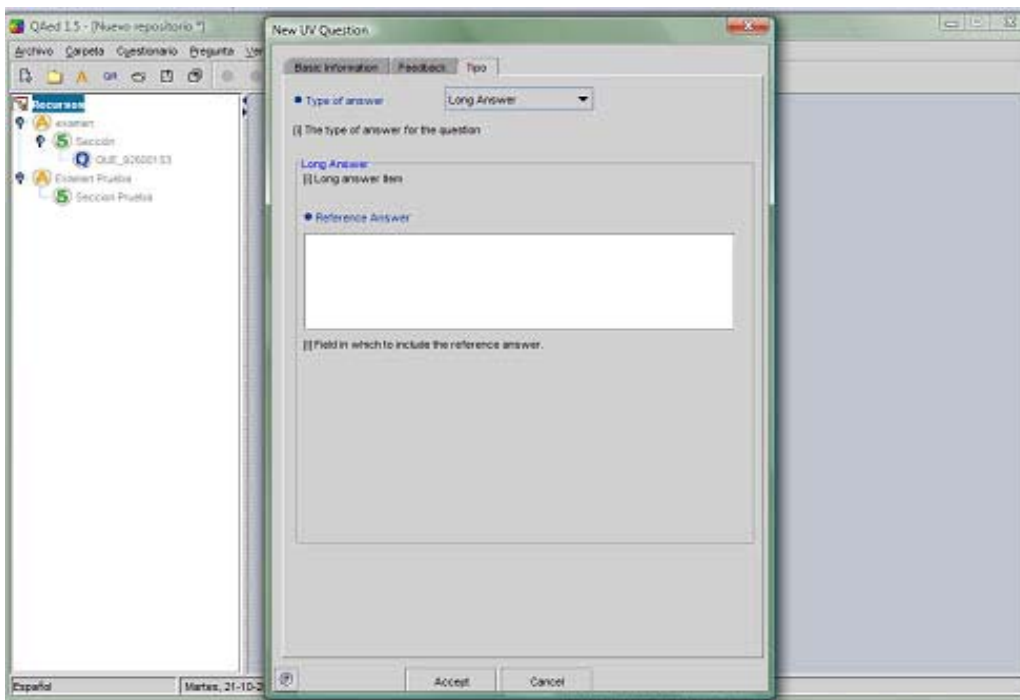 QAed 1.5 - [Nuevo repositorio *]
Archivo Carpeta Cuestionario Pregunta Ver
Recursos
examen
Sección
QUE_92600153
Examen Prueba
Seccion Prueba
Español
Martes, 21-10-2
New UV Question
Basic Information Feedback Tipo
Type of answer Long Answer
[i] The type of answer for the question
Long Answer
[i] Long answer item
Reference Answer
[i] Field in which to include the reference answer.
Accept Cancel